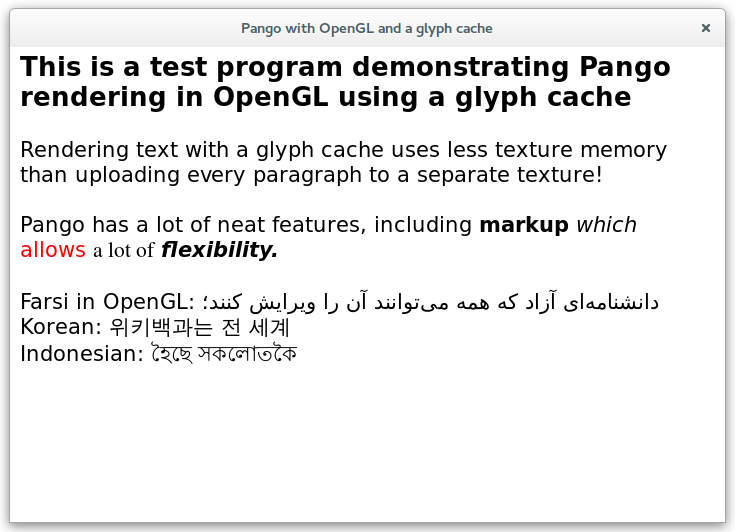 Pango with OpenGL and a glyph cache
This is a test program demonstrating Pango
rendering in OpenGL using a glyph cache
Rendering text with a glyph cache uses less texture memory
than uploading every paragraph to a separate texture!
Pango has a lot of neat features, including markup which
allows a lot of flexibility.
Farsi in OpenGL: دانشنامه‌ای آزاد که همه می‌توانند آن را ویرایش کنند؛
Korean: 위키백과는 전 세계
Indonesian: হৈছে সকলোতকৈ